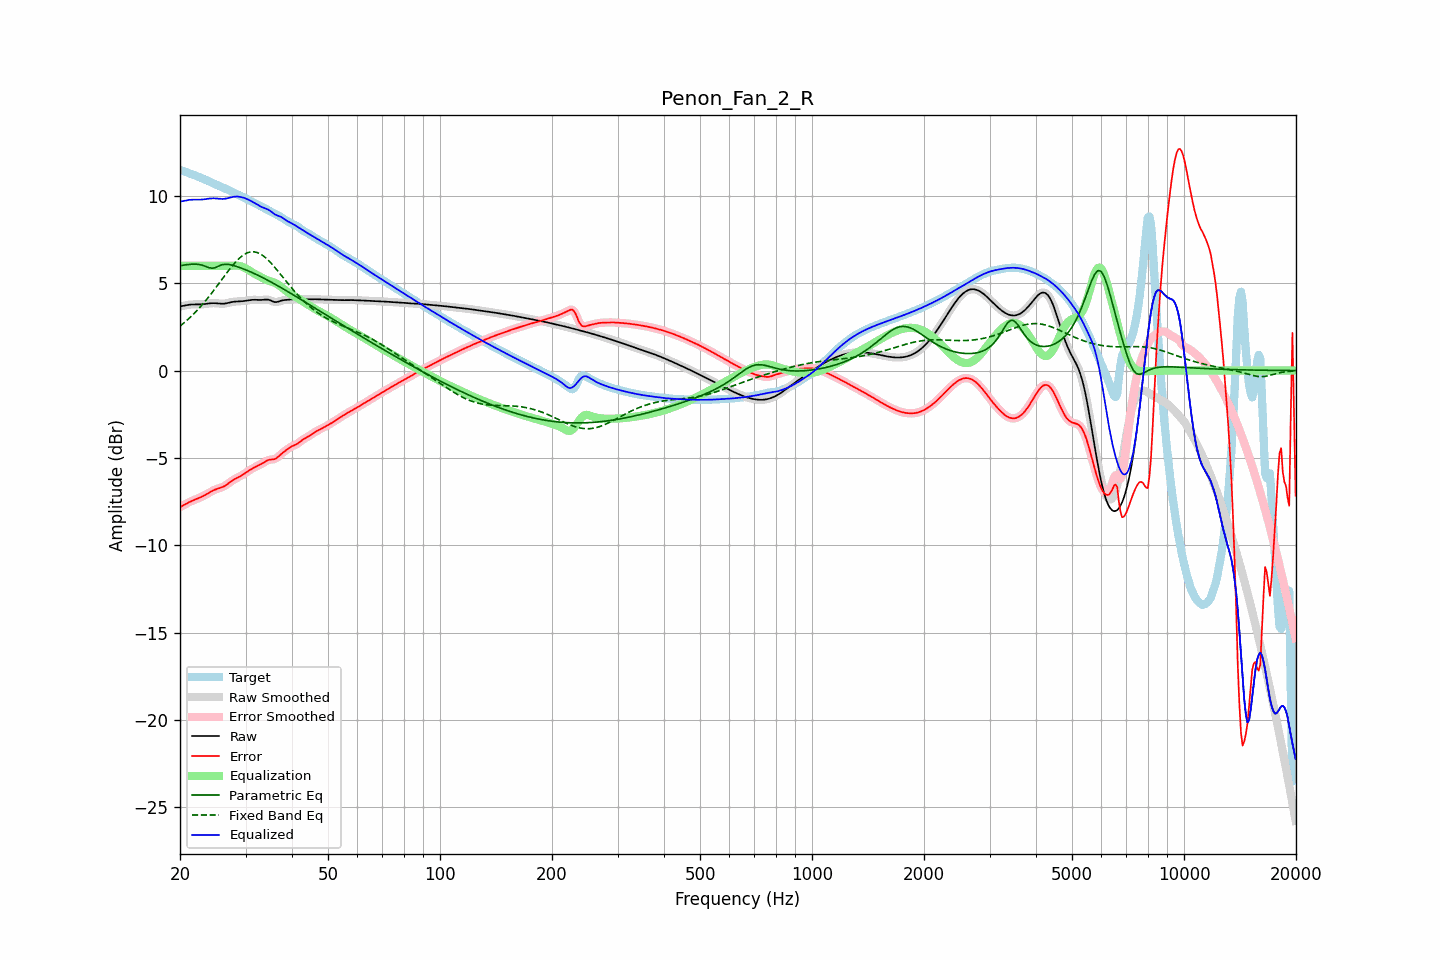 Penon_Fan_2_R
Amplitude (dBr)
10
5
0
−5
−10
−15
−20
−25
Target
Raw Smoothed
Error Smoothed
Raw
Error
Equalization
Parametric Eq
Fixed Band Eq
Equalized
20
50
100
200
500
1000
2000
5000
10000
20000
Frequency (Hz)